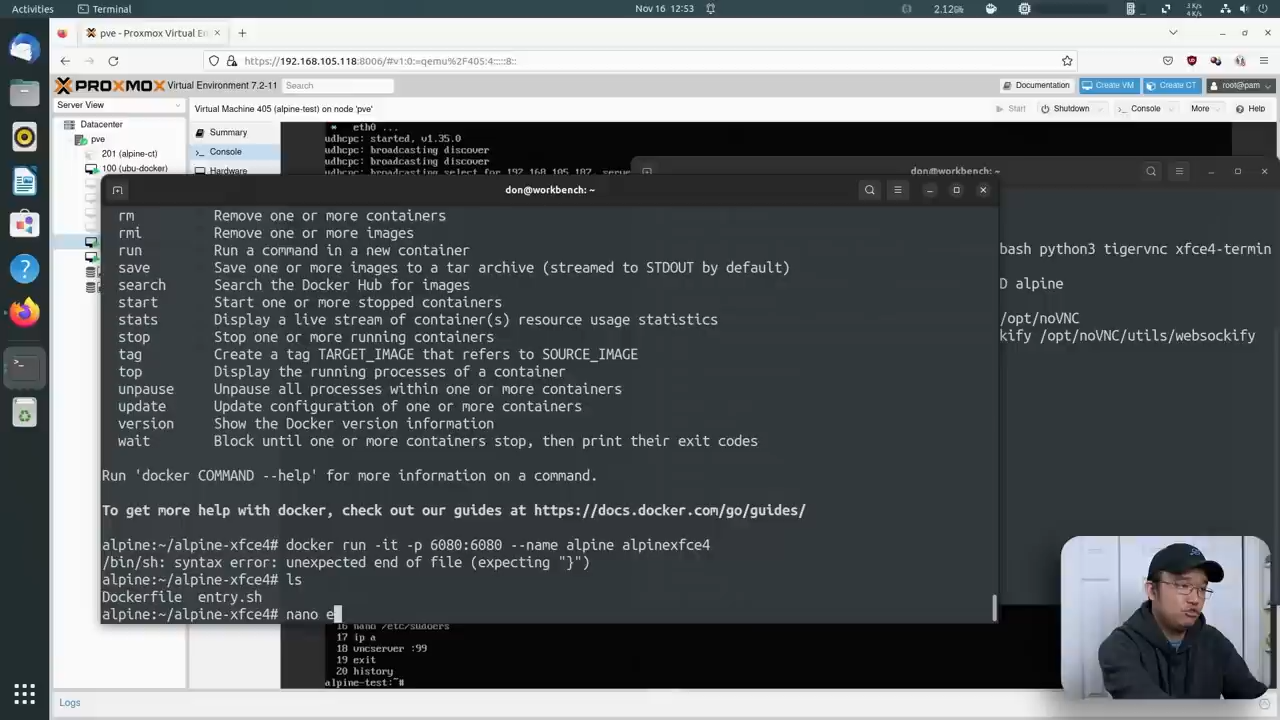 Activities
Terminal
Nov 16 12:53
2.12%
pve - Proxmox Virtual En
https://192.168.105.118:8006/#v1:0:=qemu%2F405:4:::::8::
PROXMOX Virtual Environment 7.2-11
Search
Documentation
Create VM
Create CT
root@pam
Server View
Virtual Machine 405 (alpine-test) on node 'pve'
Start
Shutdown
Console
More
Help
Datacenter
pve
201 (alpine-ct)
100 (ubu-docker)
Summary
Console
Hardware
* eth0 ...
udhcpc: started, v1.35.0
udhcpc: broadcasting discover
udhcpc: broadcasting discover
udhcpc: broadcasting select for 192.168.105.187, serve
don@workbench: ~
don@workbench: ~
rm Remove one or more containers
rmi Remove one or more images
run Run a command in a new container
save Save one or more images to a tar archive (streamed to STDOUT by default)
search Search the Docker Hub for images
start Start one or more stopped containers
stats Display a live stream of container(s) resource usage statistics
stop Stop one or more running containers
tag Create a tag TARGET_IMAGE that refers to SOURCE_IMAGE
top Display the running processes of a container
unpause Unpause all processes within one or more containers
update Update configuration of one or more containers
version Show the Docker version information
wait Block until one or more containers stop, then print their exit codes
Run 'docker COMMAND --help' for more information on a command.
To get more help with docker, check out our guides at https://docs.docker.com/go/guides/
alpine:~/alpine-xfce4# docker run -it -p 6080:6080 --name alpine alpinexfce4
/bin/sh: syntax error: unexpected end of file (expecting "}")
alpine:~/alpine-xfce4# ls
Dockerfile entry.sh
alpine:~/alpine-xfce4# nano e
bash python3 tigervnc xfce4-termin
D alpine
/opt/noVNC
kify /opt/noVNC/utils/websockify
16 nano /etc/sudoers
17 ip a
18 vncserver :99
19 exit
20 history
alpine-test:~#
Logs